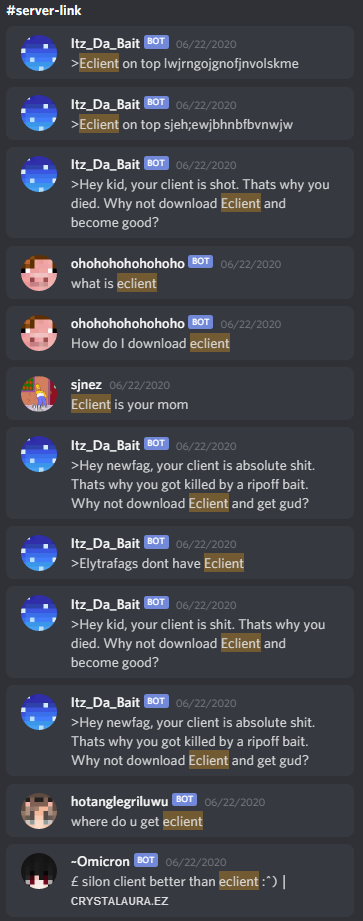 #server-link
Itz_Da_Bait BOT 06/22/2020
>Eclient on top lwjrngojgnofjnvolskme
Itz_Da_Bait BOT 06/22/2020
>Eclient on top sjeh;ewjbhnbfbvnwjw
Itz_Da_Bait BOT 06/22/2020
>Hey kid, your client is shot. Thats why you
died. Why not download Eclient and
become good?
ohohohohohohoho BOT 06/22/2020
what is eclient
ohohohohohohoho BOT 06/22/2020
How do I download eclient
sjnez 06/22/2020
Eclient is your mom
Itz_Da_Bait BOT 06/22/2020
>Hey newfag, your client is absolute shit.
Thats why you got killed by a ripoff bait.
Why not download Eclient and get gud?
Itz_Da_Bait BOT 06/22/2020
>Elytrafags dont have Eclient
Itz_Da_Bait BOT 06/22/2020
>Hey kid, your client is shit. Thats why you
died. Why not download Eclient and
become good?
Itz_Da_Bait BOT 06/22/2020
>Hey newfag, your client is absolute shit.
Thats why you got killed by a ripoff bait.
Why not download Eclient and get gud?
hotanglegriluwu BOT 06/22/2020
where do u get eclient
~Omicron BOT 06/22/2020
£ silon client better than eclient :ˆ) |
CRYSTALAURA.EZ